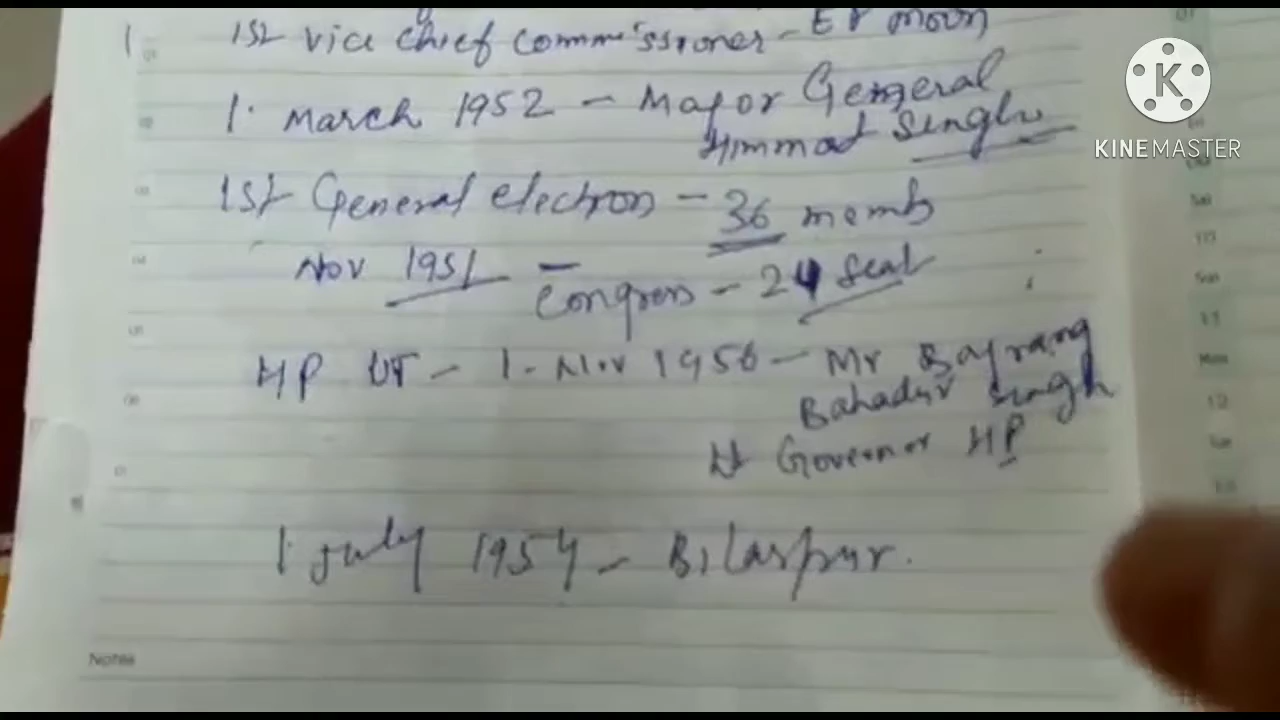 1st vice chief commissioner - EP moon
1. March 1952 - Major General
Himmat Singh
1st General election - 36 memb
Nov 1951 -
Congress - 24 Seat
HP UT - 1. Nov 1956 - Mr Bajrang
Bahadur Singh
Lt Governor HP
1 July 1954 - Bilaspur.
Notes
K
KINEMASTER